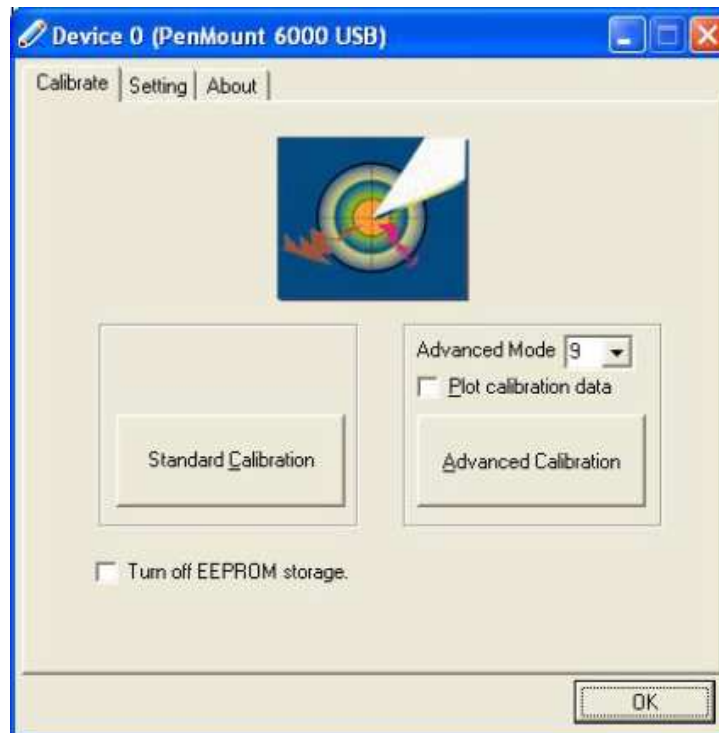 Device 0 (PenMount 6000 USB)
Calibrate Setting About
Advanced Mode 9
Plot calibration data
Standard Calibration
Advanced Calibration
Turn off EEPROM storage.
OK